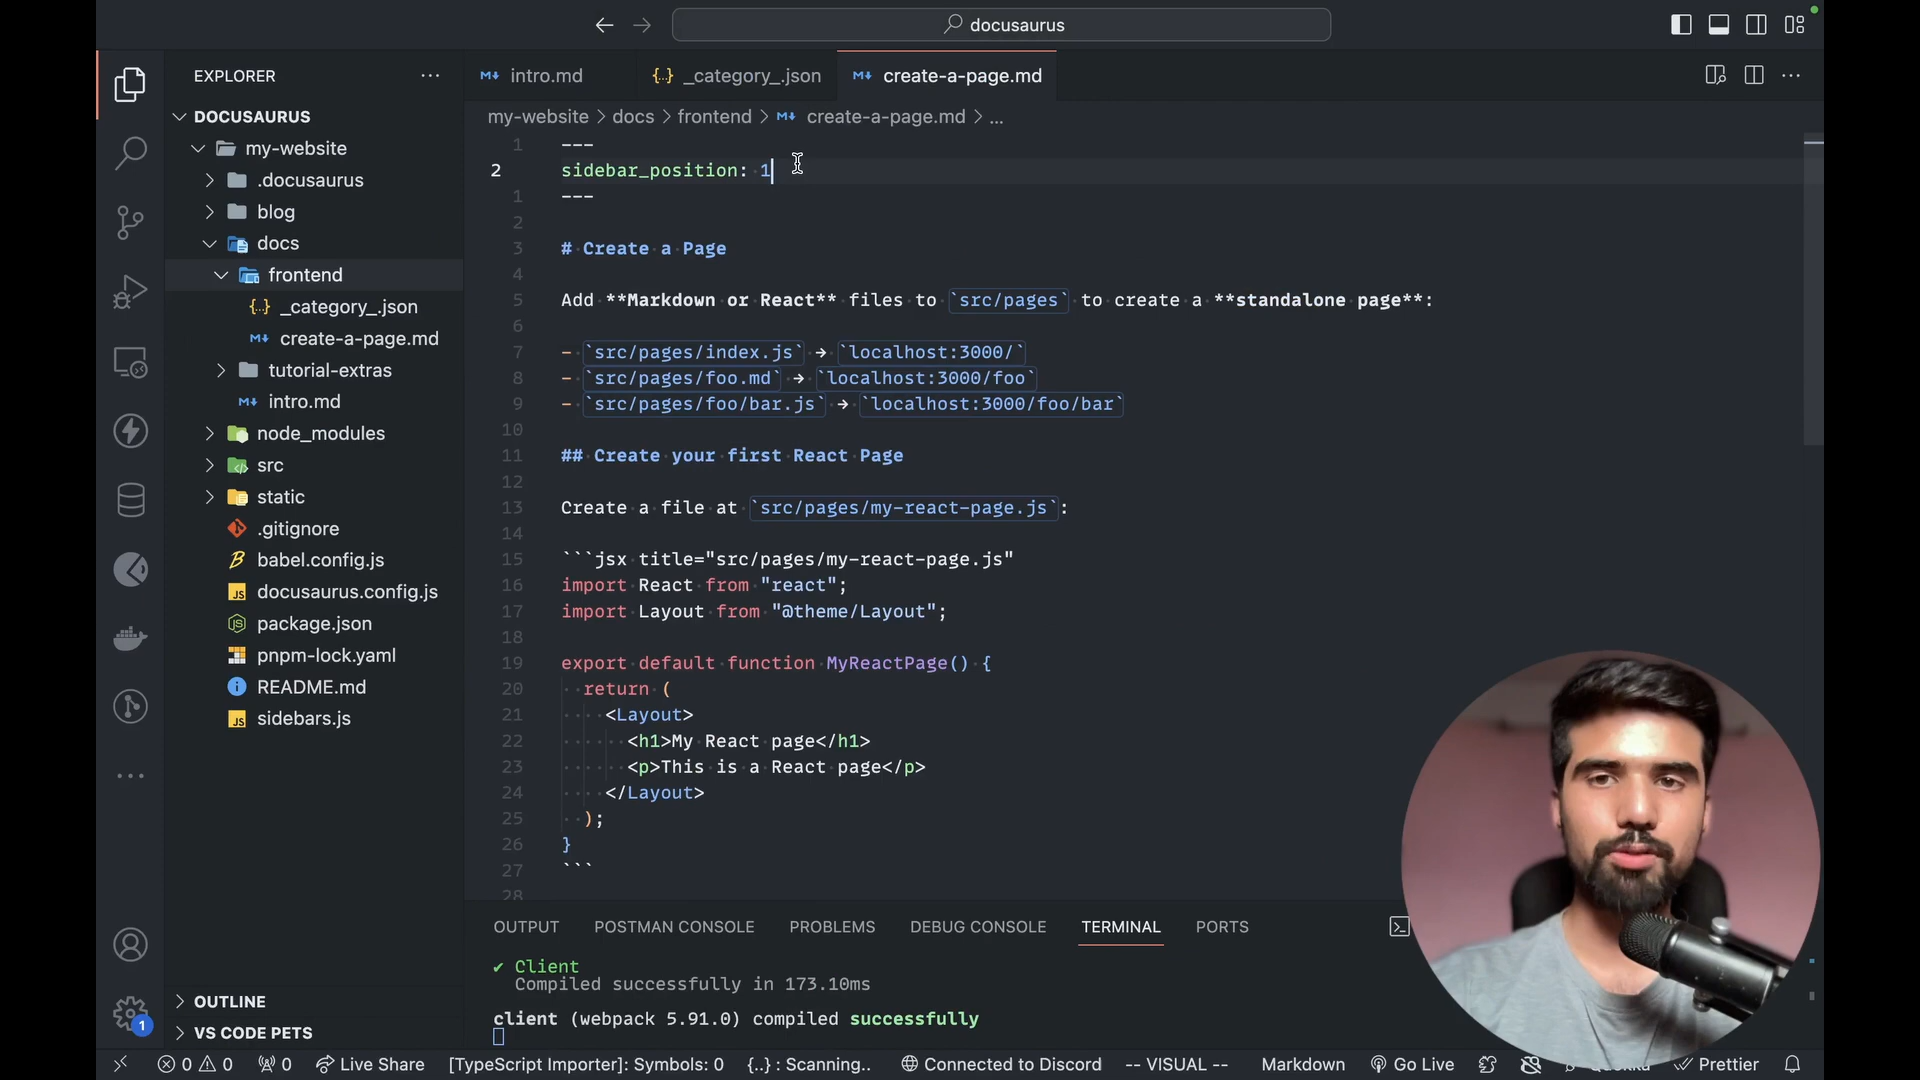 docusaurus
EXPLORER
intro.md
_category_.json
create-a-page.md
DOCUSAURUS
my-website > docs > frontend > create-a-page.md > ...
my-website
.docusaurus
blog
docs
frontend
_category_.json
create-a-page.md
tutorial-extras
intro.md
node_modules
src
static
.gitignore
babel.config.js
docusaurus.config.js
package.json
pnpm-lock.yaml
README.md
sidebars.js
OUTLINE
VS CODE PETS
1 ---
2 sidebar_position: 1
1 ---
2
3 # Create a Page
4
5 Add **Markdown or React** files to `src/pages` to create a **standalone page**:
6
7 - `src/pages/index.js` → `localhost:3000/`
8 - `src/pages/foo.md` → `localhost:3000/foo`
9 - `src/pages/foo/bar.js` → `localhost:3000/foo/bar`
10
11 ## Create your first React Page
12
13 Create a file at `src/pages/my-react-page.js`:
14
15 ```jsx title="src/pages/my-react-page.js"
16 import React from "react";
17 import Layout from "@theme/Layout";
18
19 export default function MyReactPage() {
20 return (
21 <Layout>
22 <h1>My React page</h1>
23 <p>This is a React page</p>
24 </Layout>
25 );
26 }
27 ```
28
OUTPUT POSTMAN CONSOLE PROBLEMS DEBUG CONSOLE TERMINAL PORTS
✔ Client
Compiled successfully in 173.10ms
client (webpack 5.91.0) compiled successfully
1
0 0 0 Live Share [TypeScript Importer]: Symbols: 0 {..} : Scanning.. Connected to Discord -- VISUAL -- Markdown Go Live Prettier